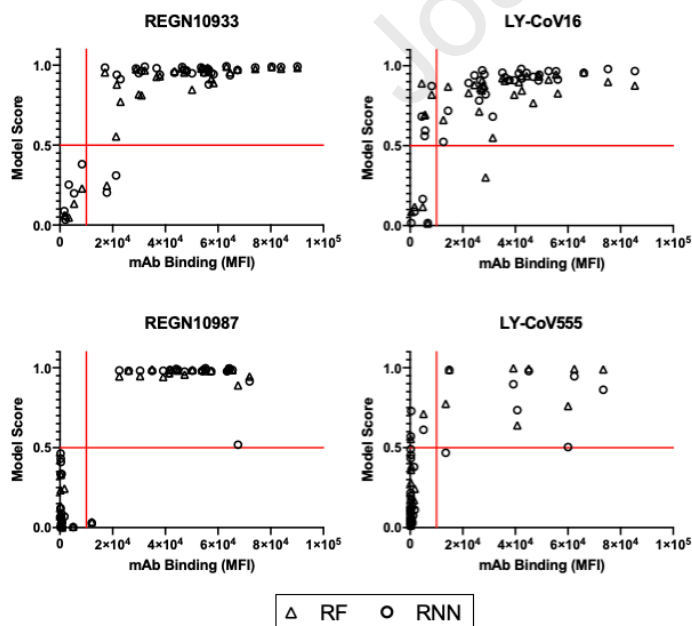 REGN10933
Model Score
1.0
0.5
0.0
0 2×10⁴ 4×10⁴ 6×10⁴ 8×10⁴ 1×10⁵
mAb Binding (MFI)
LY-CoV16
Model Score
1.0
0.5
0.0
0 2×10⁴ 4×10⁴ 6×10⁴ 8×10⁴ 1×10⁵
mAb Binding (MFI)
REGN10987
Model Score
1.0
0.5
0.0
0 2×10⁴ 4×10⁴ 6×10⁴ 8×10⁴ 1×10⁵
mAb Binding (MFI)
LY-CoV555
Model Score
1.0
0.5
0.0
0 2×10⁴ 4×10⁴ 6×10⁴ 8×10⁴ 1×10⁵
mAb Binding (MFI)
RF RNN